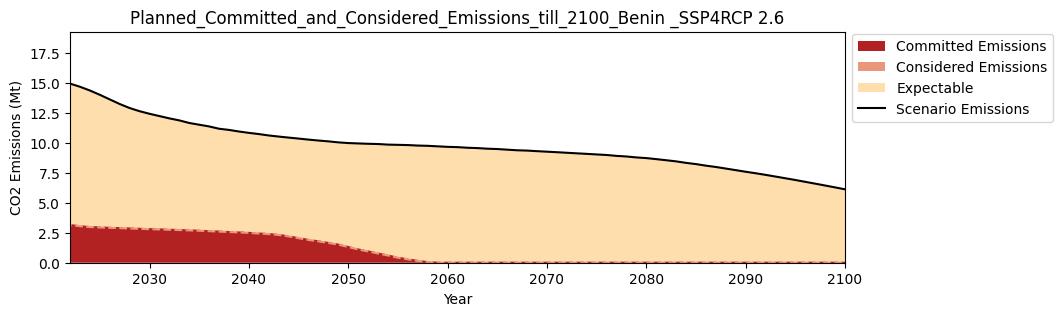 Planned_Committed_and_Considered_Emissions_till_2100_Benin _SSP4RCP 2.6
CO2 Emissions (Mt)
17.5
15.0
12.5
10.0
7.5
5.0
2.5
0.0
2030 2040 2050 2060 2070 2080 2090 2100
Year
Committed Emissions
Considered Emissions
Expectable
Scenario Emissions